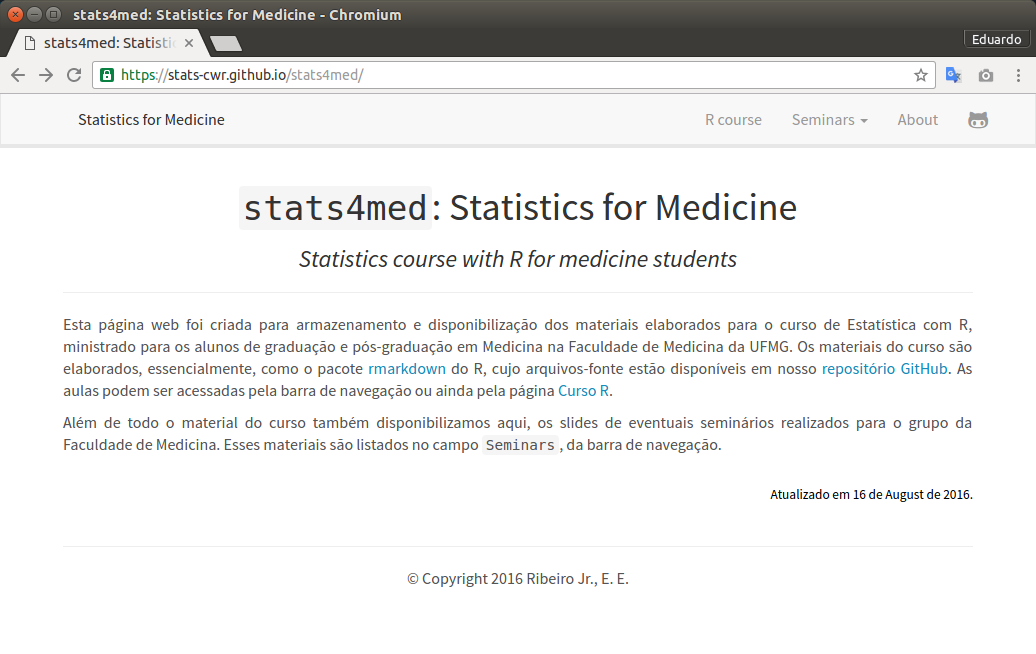 stats4med: Statistics for Medicine - Chromium
stats4med: Statisti
Eduardo
https://stats-cwr.github.io/stats4med/
Statistics for Medicine
R course
Seminars
About
stats4med: Statistics for Medicine
Statistics course with R for medicine students
Esta página web foi criada para armazenamento e disponibilização dos materiais elaborados para o curso de Estatística com R,
ministrado para os alunos de graduação e pós-graduação em Medicina na Faculdade de Medicina da UFMG. Os materiais do curso são
elaborados, essencialmente, como o pacote rmarkdown do R, cujo arquivos-fonte estão disponíveis em nosso repositório GitHub. As
aulas podem ser acessadas pela barra de navegação ou ainda pela página Curso R.
Além de todo o material do curso também disponibilizamos aqui, os slides de eventuais seminários realizados para o grupo da
Faculdade de Medicina. Esses materiais são listados no campo Seminars, da barra de navegação.
Atualizado em 16 de August de 2016.
© Copyright 2016 Ribeiro Jr., E. E.